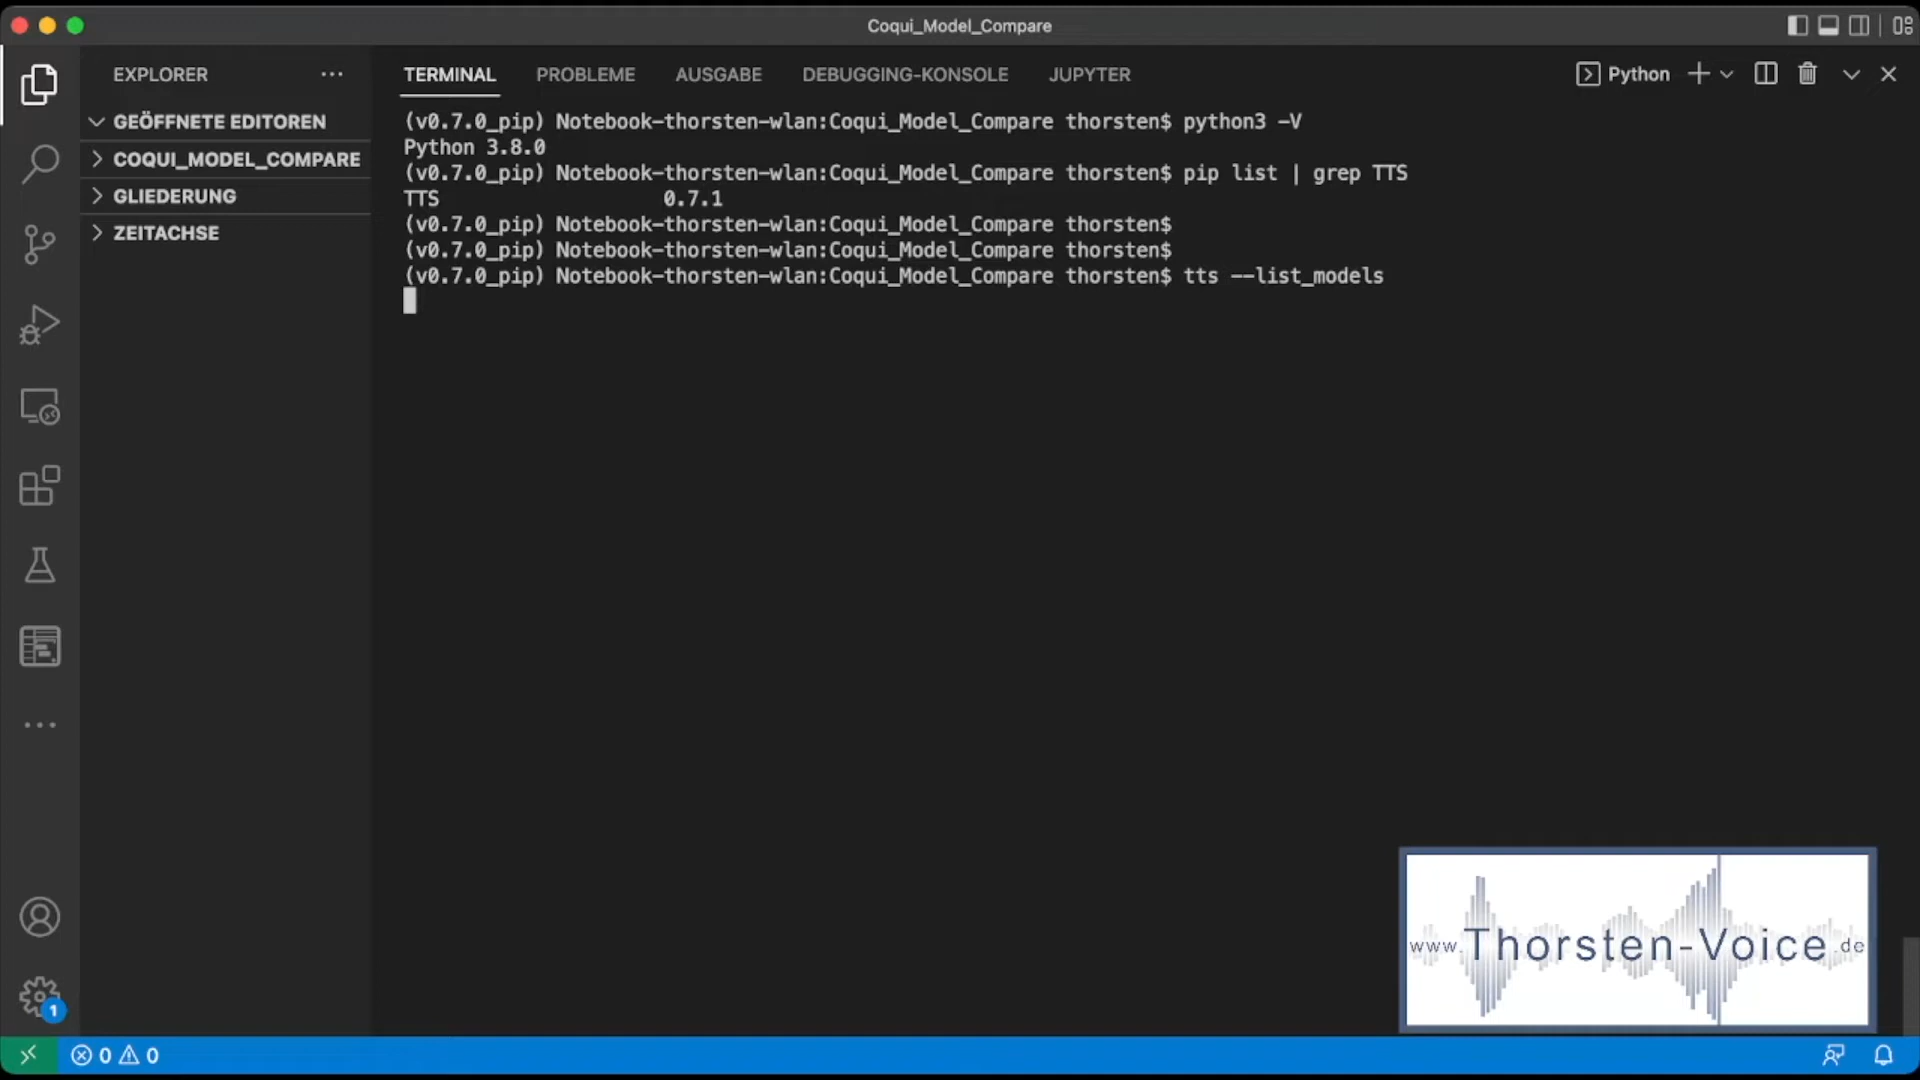 Coqui_Model_Compare
EXPLORER
GEÖFFNETE EDITOREN
COQUI_MODEL_COMPARE
GLIEDERUNG
ZEITACHSE
TERMINAL PROBLEME AUSGABE DEBUGGING-KONSOLE JUPYTER
Python
(v0.7.0_pip) Notebook-thorsten-wlan:Coqui_Model_Compare thorsten$ python3 -V
Python 3.8.0
(v0.7.0_pip) Notebook-thorsten-wlan:Coqui_Model_Compare thorsten$ pip list | grep TTS
TTS 0.7.1
(v0.7.0_pip) Notebook-thorsten-wlan:Coqui_Model_Compare thorsten$
(v0.7.0_pip) Notebook-thorsten-wlan:Coqui_Model_Compare thorsten$
(v0.7.0_pip) Notebook-thorsten-wlan:Coqui_Model_Compare thorsten$ tts --list_models
www.Thorsten-Voice.de
1
0 0